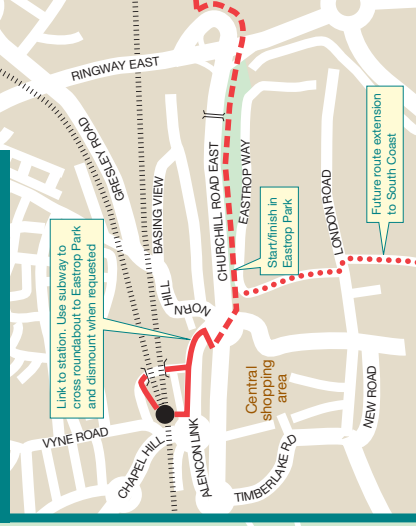 RINGWAY EAST
GRESLEY ROAD
BASING VIEW
CHURCHILL ROAD EAST
EASTROP WAY
LONDON ROAD
Future route extension
to South Coast
Start/finish in
Eastrop Park
Link to station. Use subway to
cross roundabout to Eastrop Park
and dismount when requested
NORN
HILL
VYNE ROAD
CHAPEL HILL
ALENCON LINK
Central
shopping
area
TIMBERLAKE RD
NEW ROAD